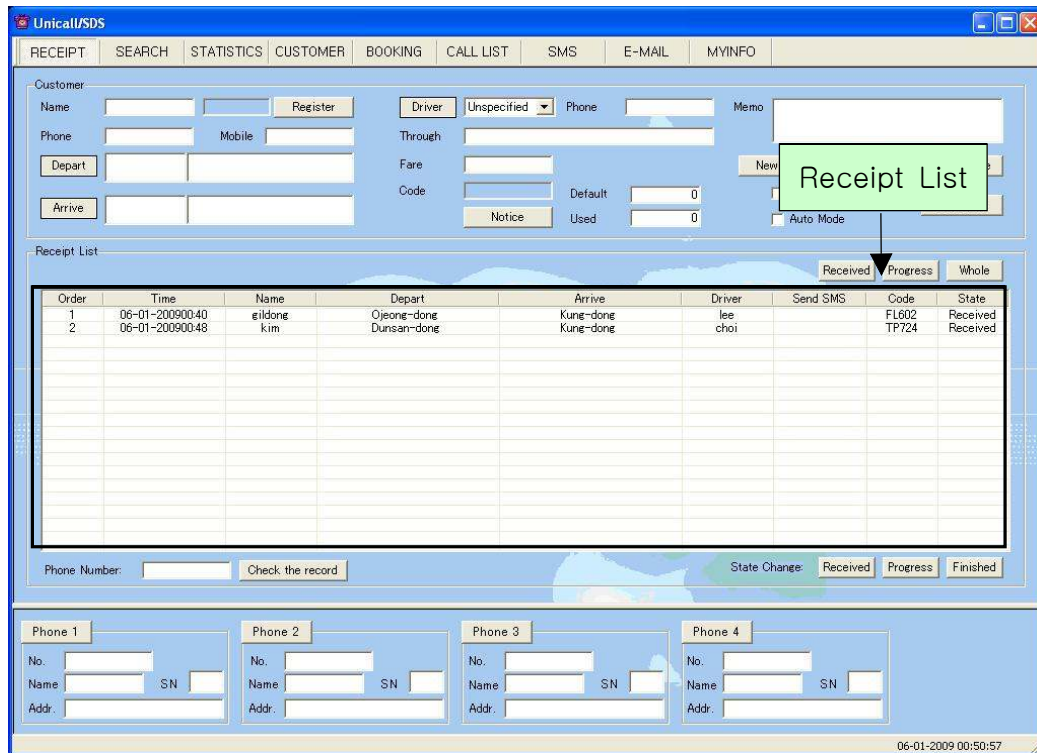 Unicall/SDS
RECEIPT SEARCH STATISTICS CUSTOMER BOOKING CALL LIST SMS E-MAIL MYINFO
Customer
Name Register Driver Unspecified Phone Memo
Phone Mobile Through
Depart Fare New
Receipt List
Code Default 0
Arrive Notice Used 0 Auto Mode
Receipt List
Received Progress Whole
Order Time Name Depart Arrive Driver Send SMS Code State
1 06-01-200900:40 gildong Ojeong-dong Kung-dong lee FL602 Received
2 06-01-200900:48 kim Dunsan-dong Kung-dong choi TP724 Received
Phone Number: Check the record State Change: Received Progress Finished
Phone 1 Phone 2 Phone 3 Phone 4
No. No. No. No.
Name SN Name SN Name SN Name SN
Addr. Addr. Addr. Addr.
06-01-2009 00:50:57